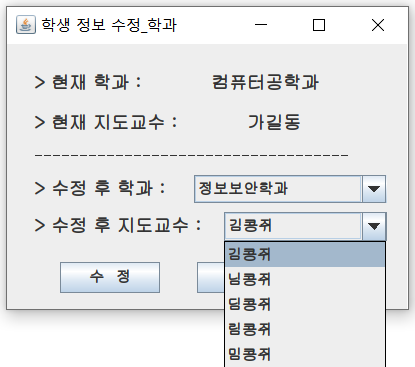 학생 정보 수정_학과
> 현재 학과 : 컴퓨터공학과
> 현재 지도교수 : 가길동
------------------------------------
> 수정 후 학과 : 정보보안학과
> 수정 후 지도교수 : 김콩쥐
수 정
김콩쥐
님콩쥐
딤콩쥐
림콩쥐
밈콩쥐